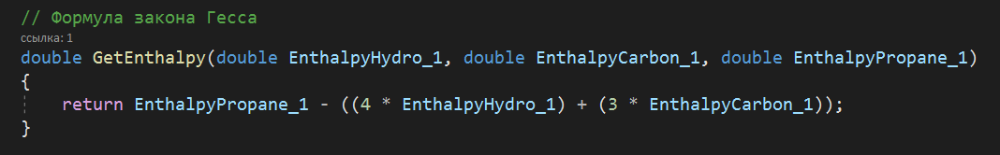 // Формула закона Гесса
ссылка: 1
double GetEnthalpy(double EnthalpyHydro_1, double EnthalpyCarbon_1, double EnthalpyPropane_1)
{
    return EnthalpyPropane_1 - ((4 * EnthalpyHydro_1) + (3 * EnthalpyCarbon_1));
}